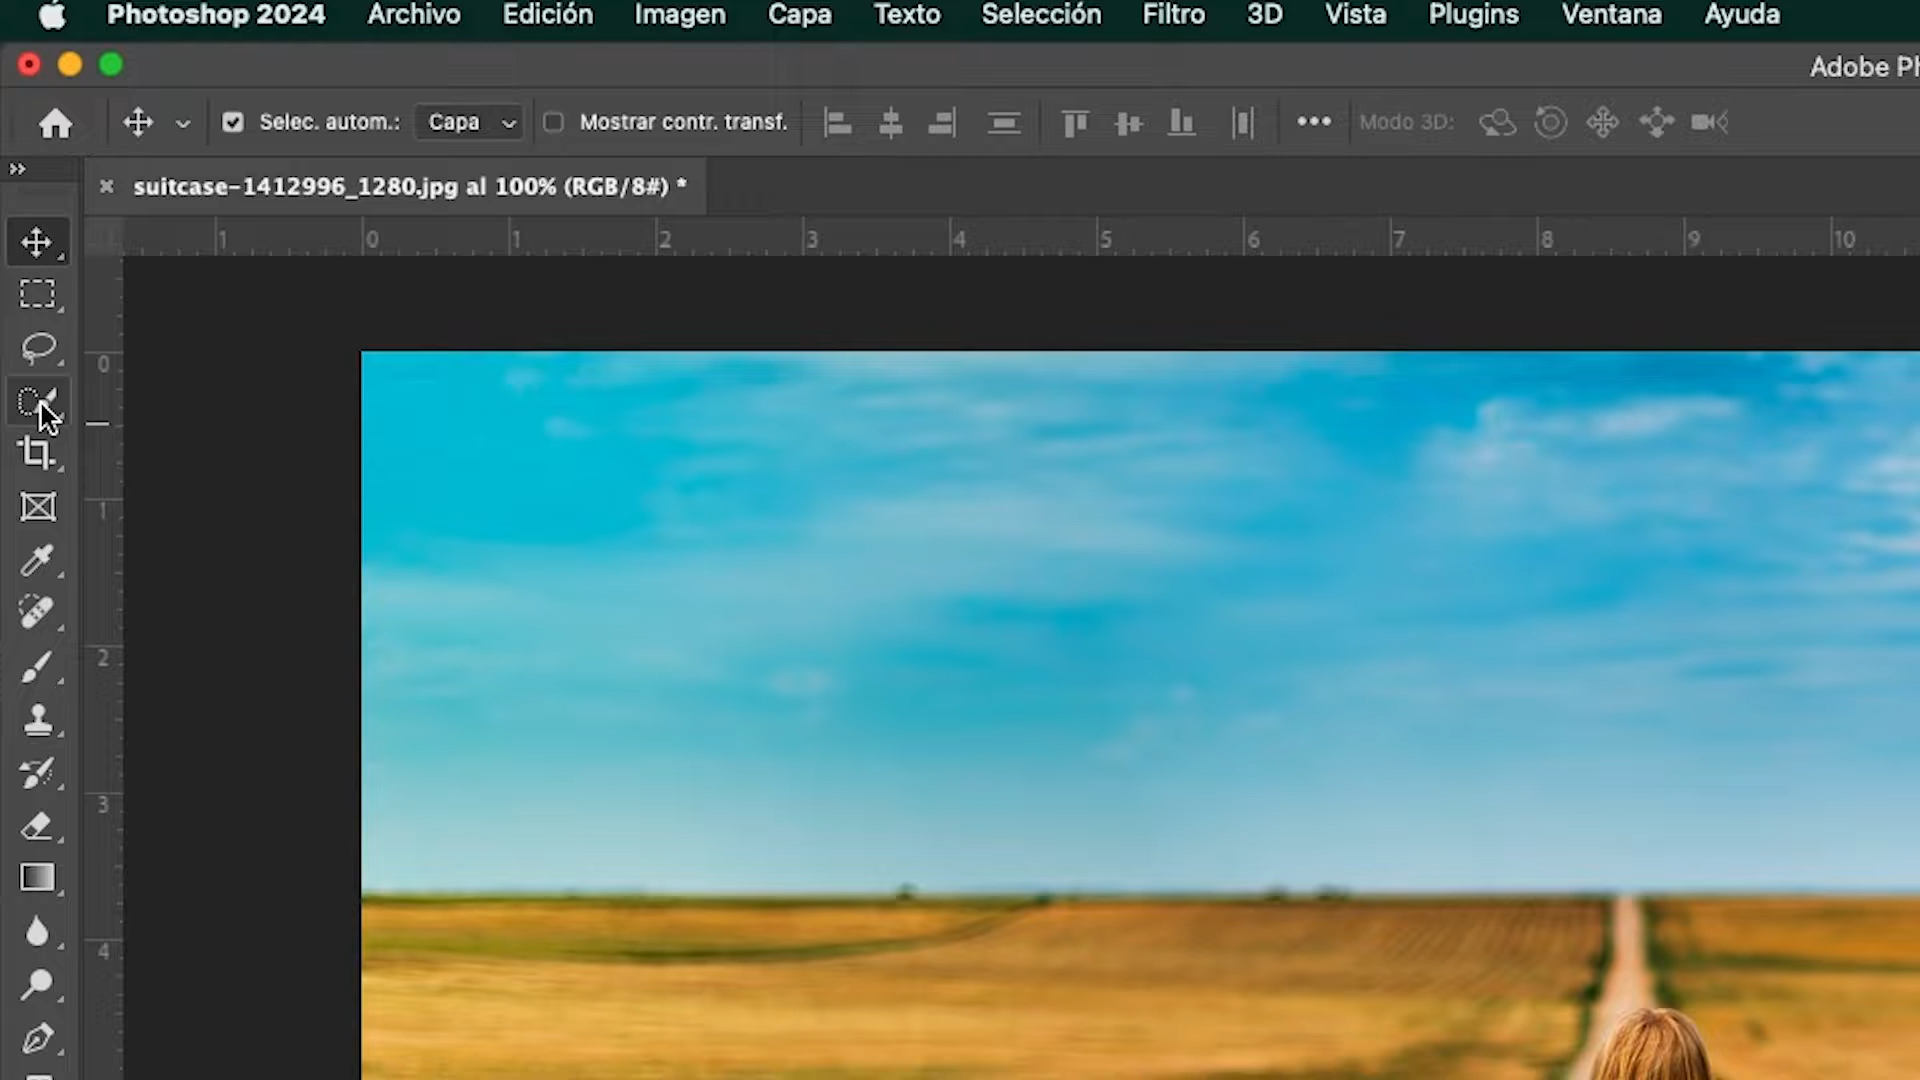 Photoshop 2024 Archivo Edición Imagen Capa Texto Selección Filtro 3D Vista Plugins Ventana Ayuda
Adobe Ph
Selec. autom.: Capa Mostrar contr. transf. Modo 3D:
suitcase-1412996_1280.jpg al 100% (RGB/8#) *
1 0 1 2 3 4 5 6 7 8 9 10
0
1
2
3
4